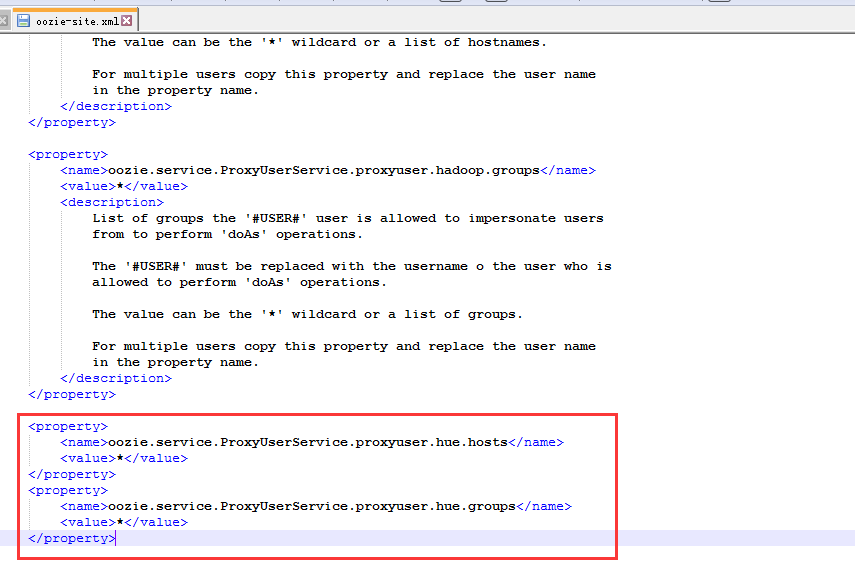 oozie-site.xml
The value can be the '*' wildcard or a list of hostnames.
For multiple users copy this property and replace the user name
in the property name.
</description>
</property>
<property>
<name>oozie.service.ProxyUserService.proxyuser.hadoop.groups</name>
<value>*</value>
<description>
List of groups the '#USER#' user is allowed to impersonate users
from to perform 'doAs' operations.
The '#USER#' must be replaced with the username o the user who is
allowed to perform 'doAs' operations.
The value can be the '*' wildcard or a list of groups.
For multiple users copy this property and replace the user name
in the property name.
</description>
</property>
<property>
<name>oozie.service.ProxyUserService.proxyuser.hue.hosts</name>
<value>*</value>
</property>
<property>
<name>oozie.service.ProxyUserService.proxyuser.hue.groups</name>
<value>*</value>
</property>